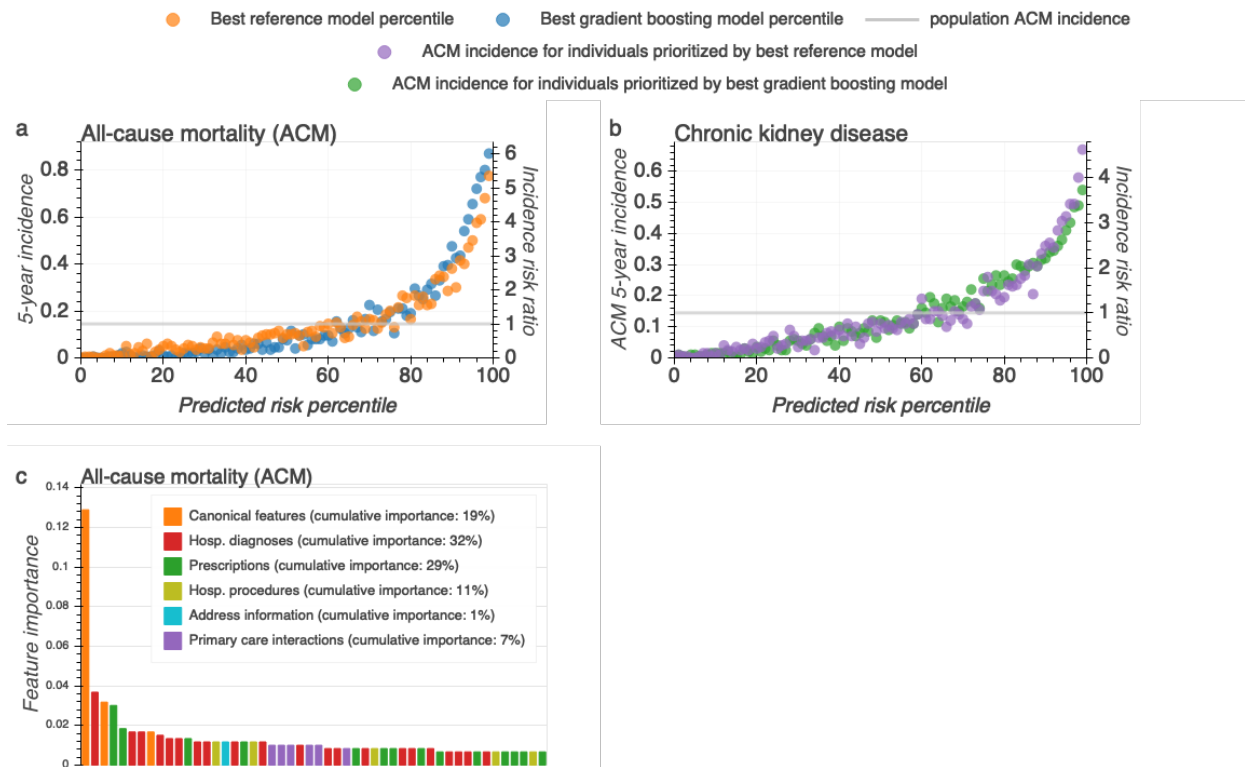 Best reference model percentile Best gradient boosting model percentile population ACM incidence
ACM incidence for individuals prioritized by best reference model
ACM incidence for individuals prioritized by best gradient boosting model
a All-cause mortality (ACM)
5-year incidence
0.8
0.6
0.4
0.2
0
6
5
4
3
2
1
0
Incidence risk ratio
0 20 40 60 80 100
Predicted risk percentile
b Chronic kidney disease
ACM 5-year incidence
0.6
0.5
0.4
0.3
0.2
0.1
0
4
3
2
1
0
Incidence risk ratio
0 20 40 60 80 100
Predicted risk percentile
c All-cause mortality (ACM)
Feature importance
0.14
0.12
0.1
0.08
0.06
0.04
0.02
0
Canonical features (cumulative importance: 19%)
Hosp. diagnoses (cumulative importance: 32%)
Prescriptions (cumulative importance: 29%)
Hosp. procedures (cumulative importance: 11%)
Address information (cumulative importance: 1%)
Primary care interactions (cumulative importance: 7%)